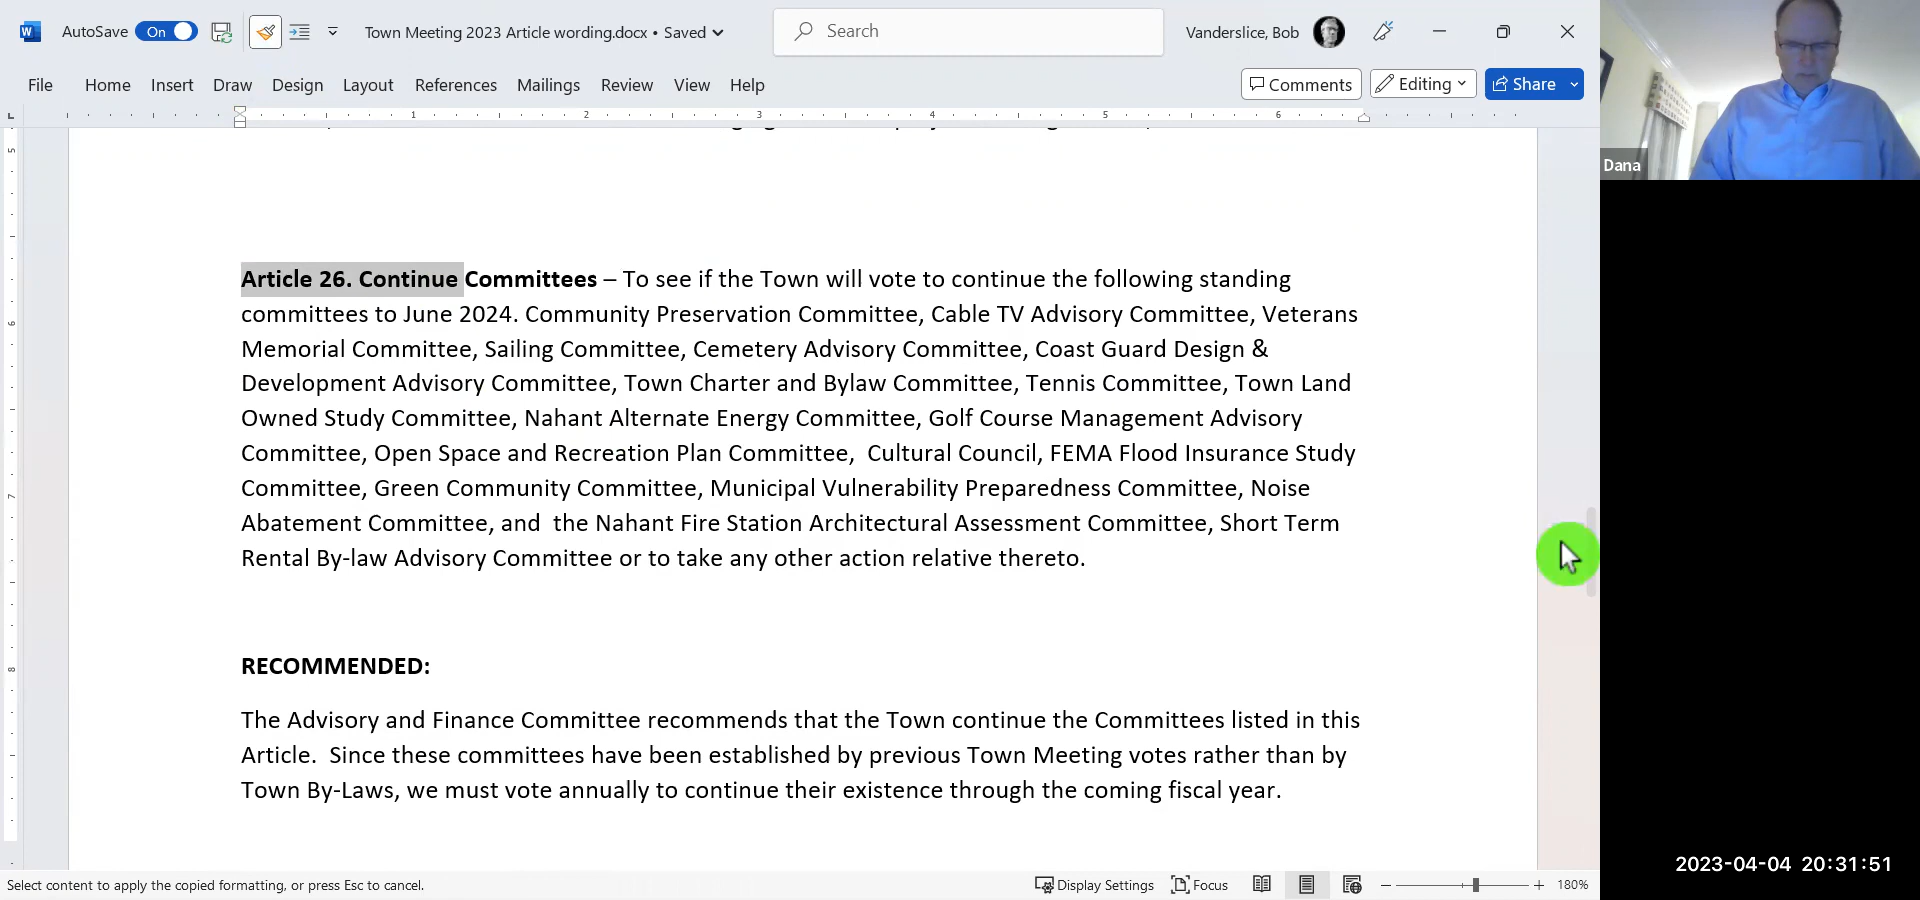 AutoSave On Town Meeting 2023 Article wording.docx • Saved Search Vanderslice, Bob
File Home Insert Draw Design Layout References Mailings Review View Help Comments Editing Share
1 2 3 4 5 6
Dana
5
6
7
8
Article 26. Continue Committees – To see if the Town will vote to continue the following standing
committees to June 2024. Community Preservation Committee, Cable TV Advisory Committee, Veterans
Memorial Committee, Sailing Committee, Cemetery Advisory Committee, Coast Guard Design &
Development Advisory Committee, Town Charter and Bylaw Committee, Tennis Committee, Town Land
Owned Study Committee, Nahant Alternate Energy Committee, Golf Course Management Advisory
Committee, Open Space and Recreation Plan Committee,  Cultural Council, FEMA Flood Insurance Study
Committee, Green Community Committee, Municipal Vulnerability Preparedness Committee, Noise
Abatement Committee, and  the Nahant Fire Station Architectural Assessment Committee, Short Term
Rental By-law Advisory Committee or to take any other action relative thereto.
RECOMMENDED:
The Advisory and Finance Committee recommends that the Town continue the Committees listed in this
Article.  Since these committees have been established by previous Town Meeting votes rather than by
Town By-Laws, we must vote annually to continue their existence through the coming fiscal year.
2023-04-04 20:31:51
Select content to apply the copied formatting, or press Esc to cancel. Display Settings Focus 180%